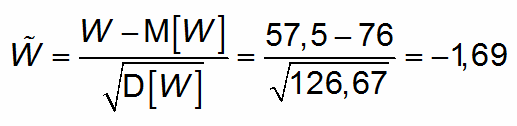 W̃ = (W − M[W]) / √D[W] = (57,5 − 76) / √126,67 = −1,69